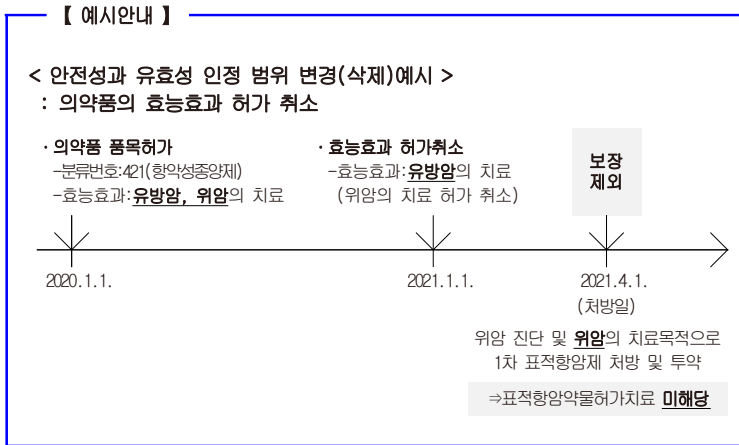 【 예시안내 】
< 안전성과 유효성 인정 범위 변경(삭제)예시 >
: 의약품의 효능효과 허가 취소
· 의약품 품목허가
-분류번호:421(항악성종양제)
-효능효과:유방암, 위암의 치료
· 효능효과 허가취소
-효능효과:유방암의 치료
(위암의 치료 허가 취소)
보장
제외
2020.1.1.
2021.1.1.
2021.4.1.
(처방일)
위암 진단 및 위암의 치료목적으로
1차 표적항암제 처방 및 투약
⇒표적항암약물허가치료 미해당